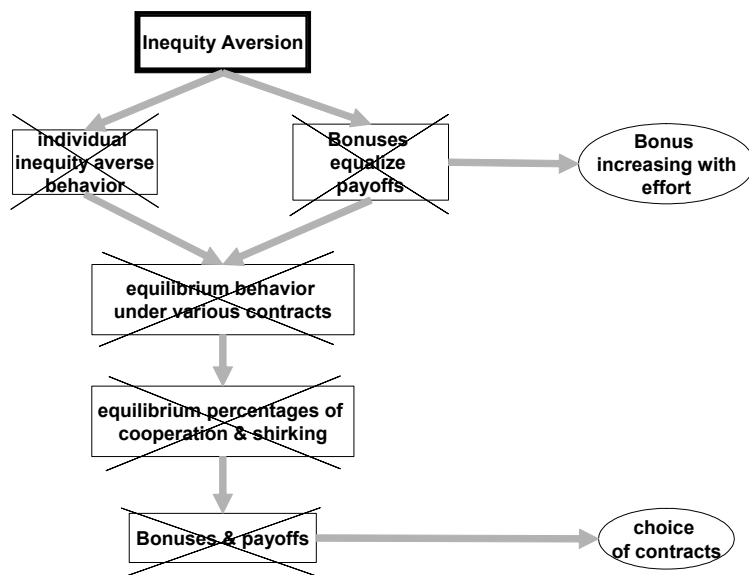 Inequity Aversion
individual
inequity averse
behavior
Bonuses
equalize
payoffs
Bonus
increasing with
effort
equilibrium behavior
under various contracts
equilibrium percentages of
cooperation & shirking
Bonuses & payoffs
choice
of contracts